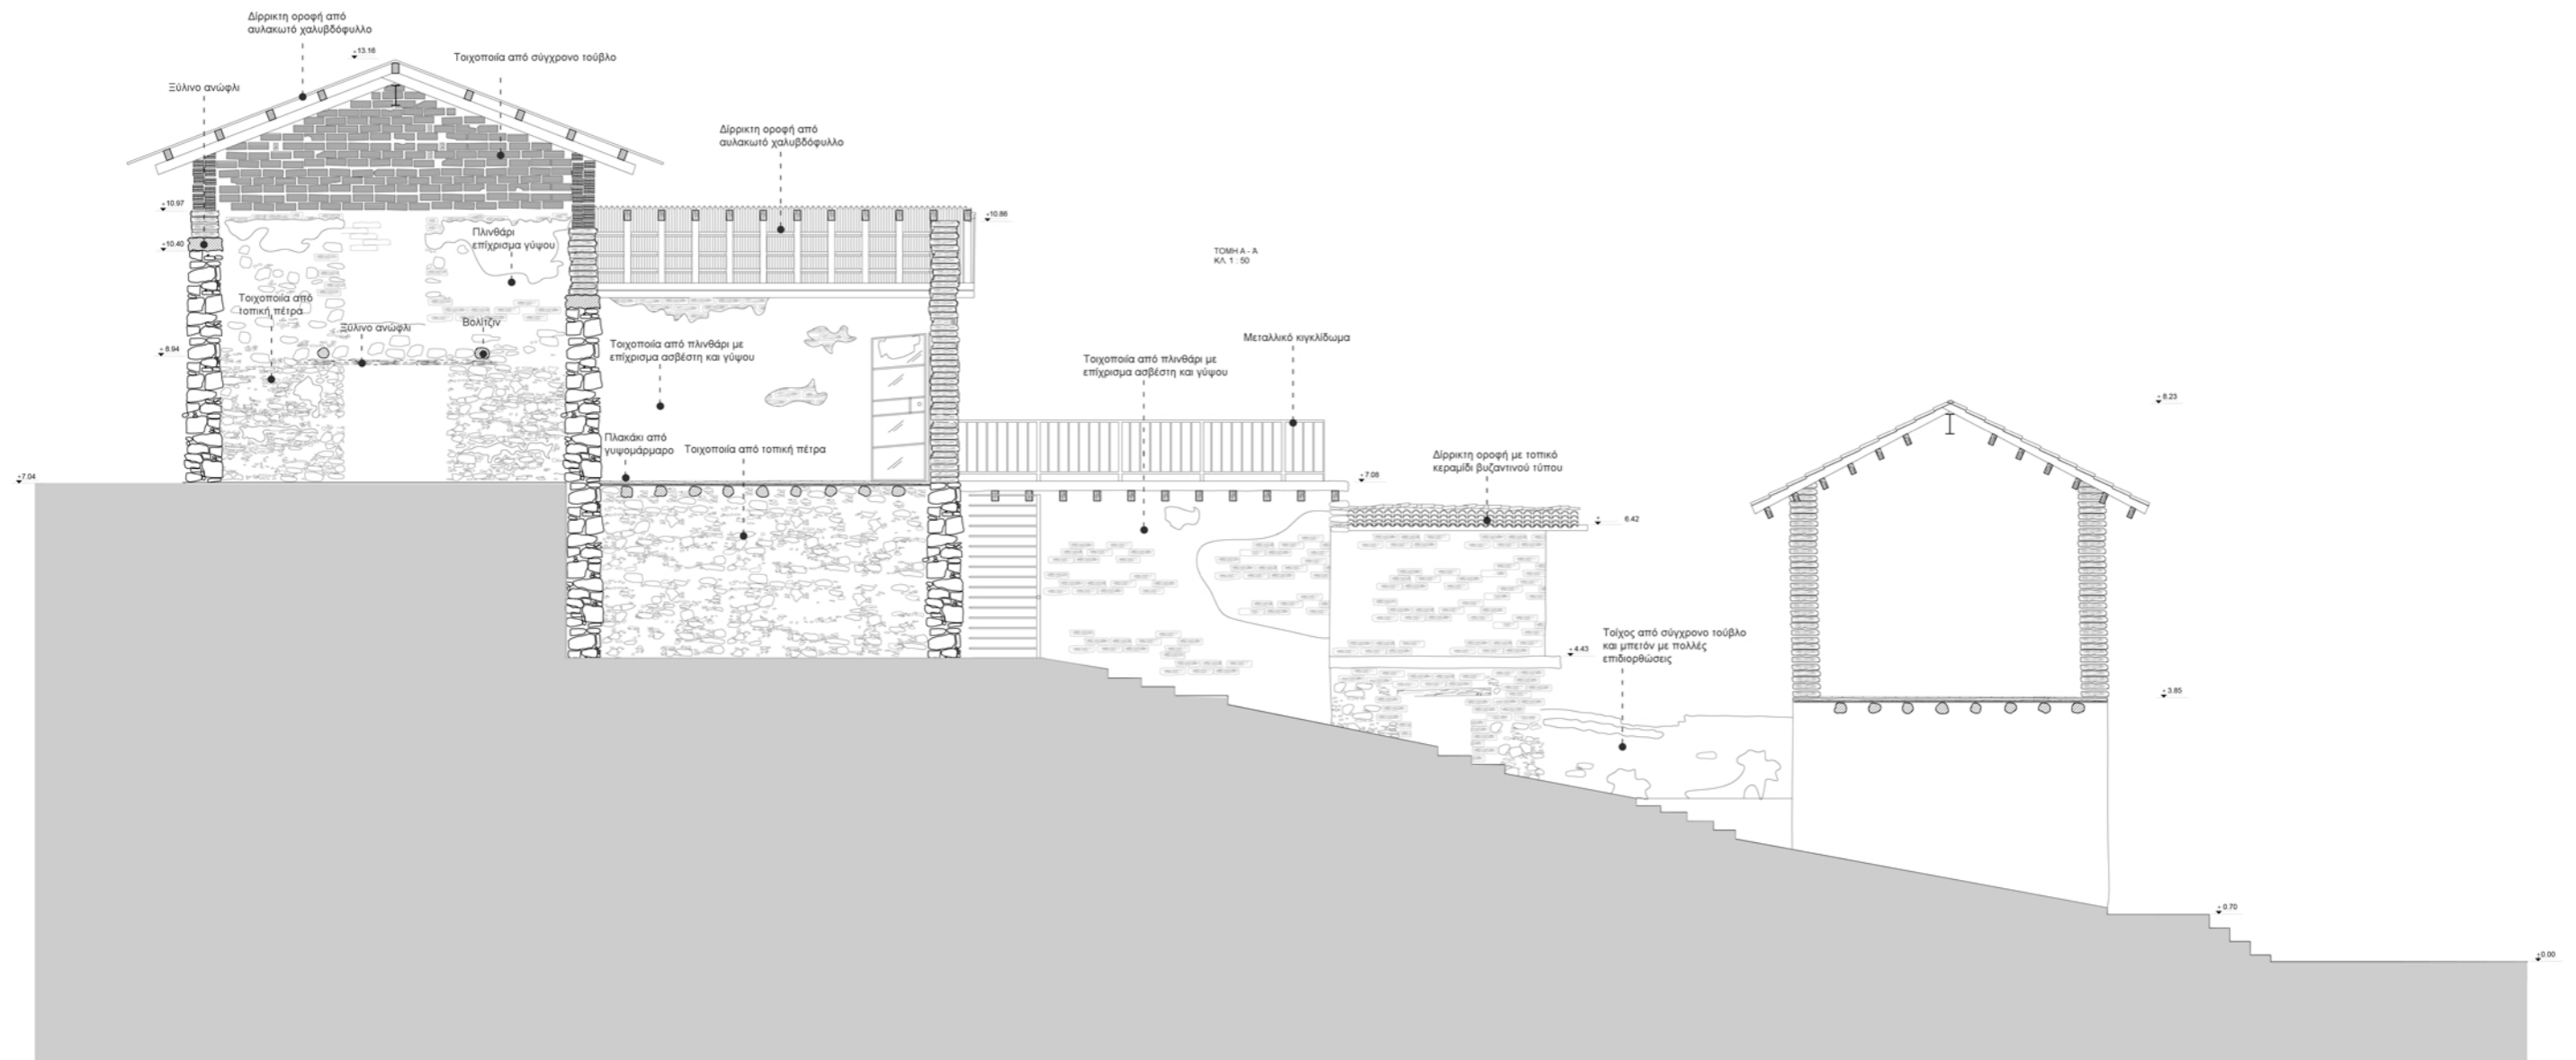 Δίρρικτη οροφή από
αυλακωτό χαλυβδόφυλλο
+13.16
Τοιχοποιία από σύγχρονο τούβλο
Ξύλινο ανώφλι
Δίρρικτη οροφή από
αυλακωτό χαλυβδόφυλλο
+10.97
+10.86
Πλινθάρι
επίχρισμα γύψου
+10.40
ΤΟΜΗ Α - Ά
ΚΛ. 1 : 50
Τοιχοποιία από
τοπική πέτρα
Ξύλινο ανώφλι
Βολίτζιν
+ 8.94
Τοιχοποιία από πλινθάρι με
επίχρισμα ασβέστη και γύψου
Μεταλλικό κιγκλίδωμα
Τοιχοποιία από πλινθάρι με
επίχρισμα ασβέστη και γύψου
+ 8.23
Πλακάκι από
γυψομάρμαρο
Τοιχοποιία από τοπική πέτρα
Δίρρικτη οροφή με τοπικό
κεραμίδι βυζαντινού τύπου
+7.04
+ 7.08
+ 6.42
Τοίχος από σύγχρονο τούβλο
και μπετόν με πολλές
επιδιορθώσεις
+ 4.43
+ 3.85
+ 0.70
+0.00